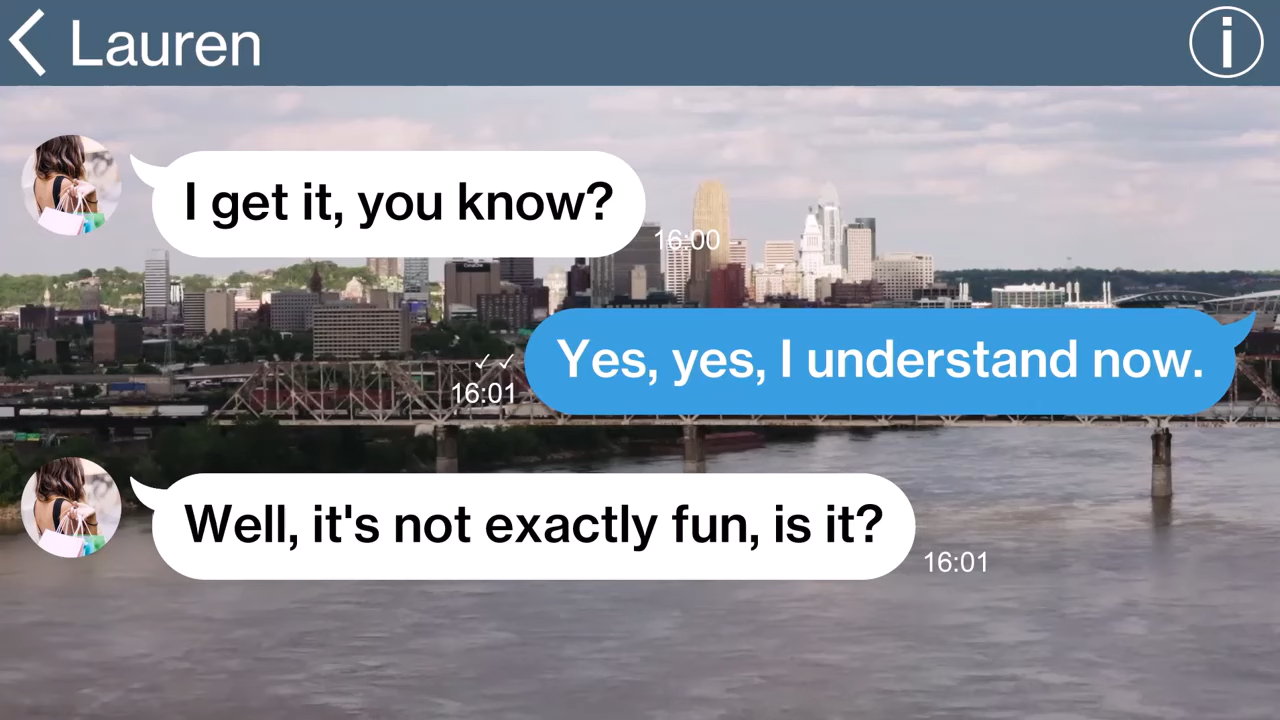 Lauren
I get it, you know?
16:00
Yes, yes, I understand now.
16:01
Well, it's not exactly fun, is it?
16:01